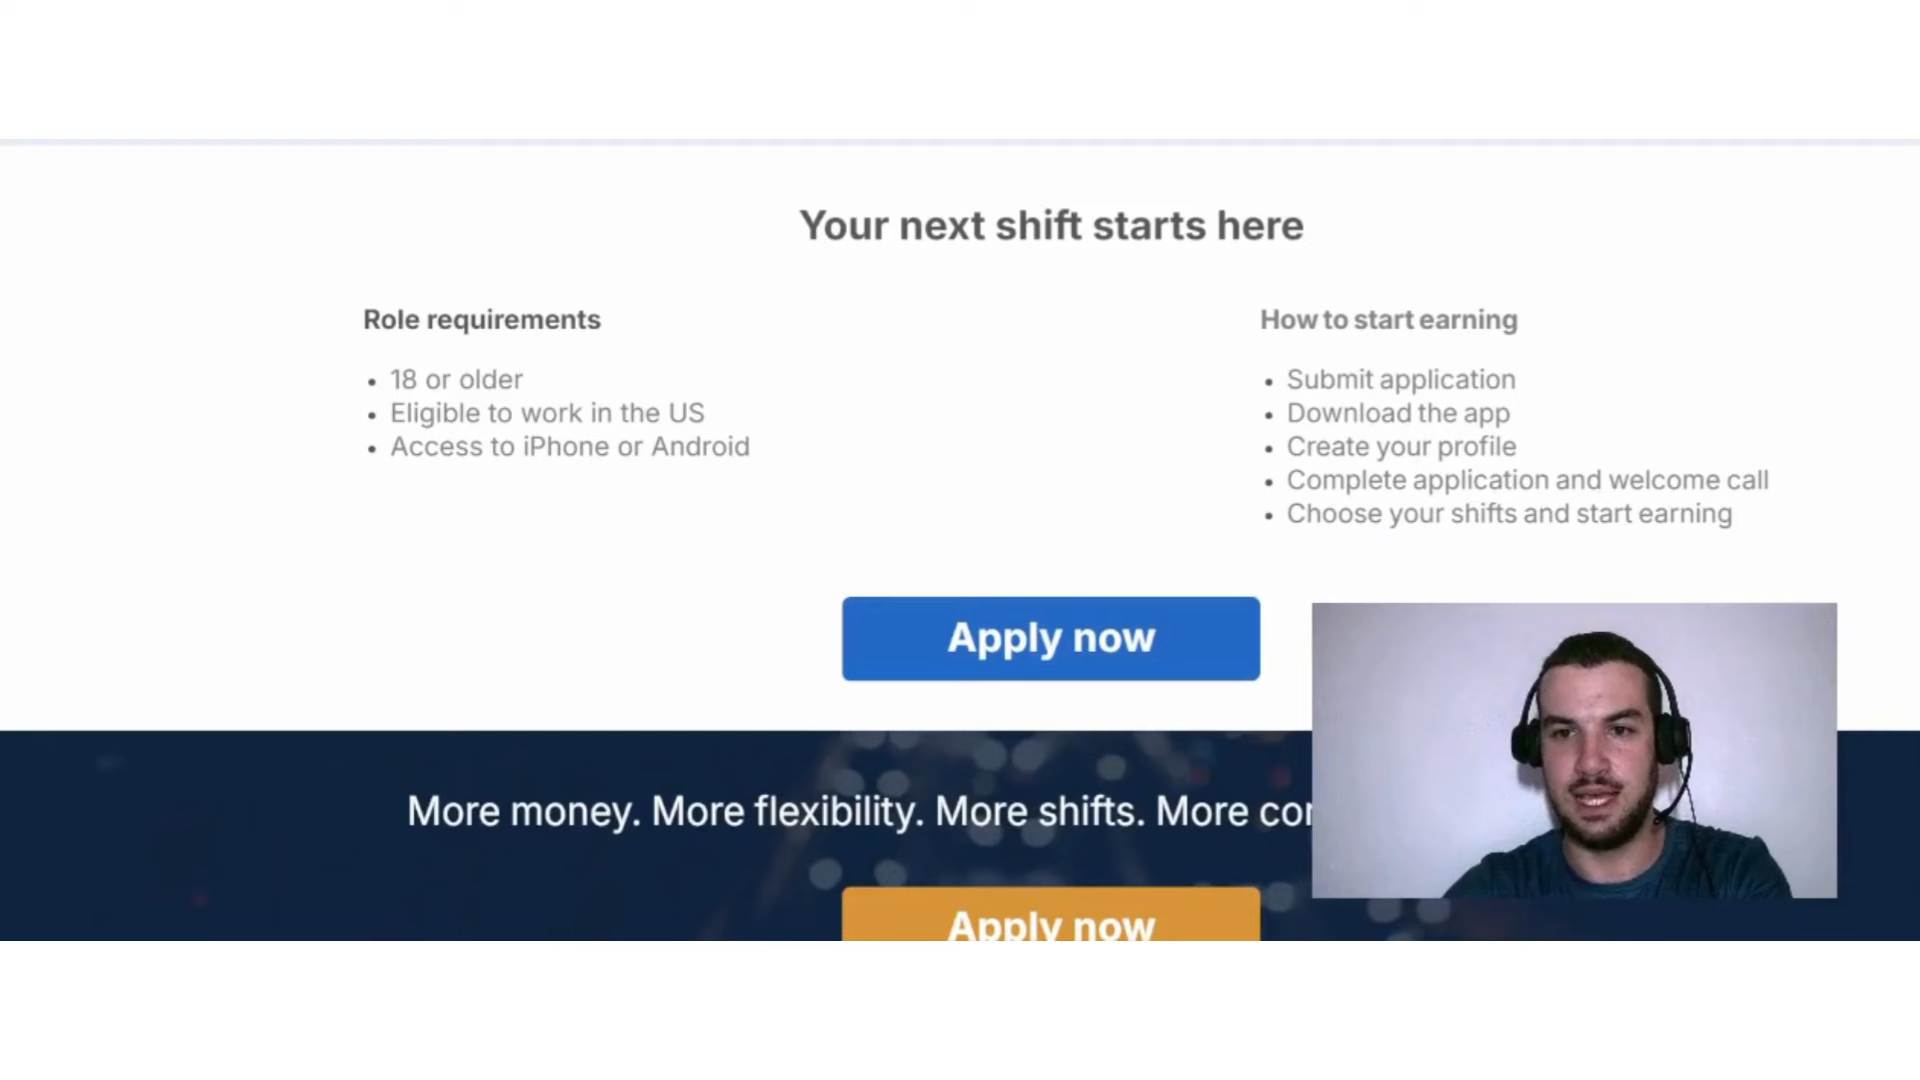 Your next shift starts here
Role requirements
18 or older
Eligible to work in the US
Access to iPhone or Android
How to start earning
Submit application
Download the app
Create your profile
Complete application and welcome call
Choose your shifts and start earning
Apply now
More money. More flexibility. More shifts. More
Apply now